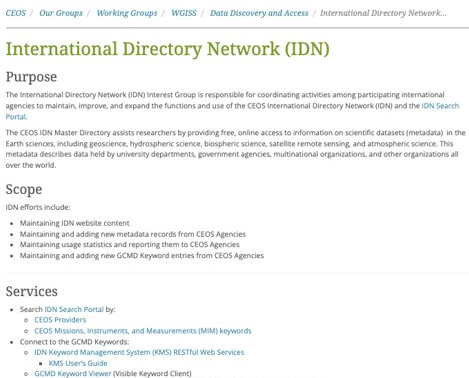 CEOS / Our Groups / Working Groups / WGISS / Data Discovery and Access / International Directory Network...
International Directory Network (IDN)
Purpose
The International Directory Network (IDN) Interest Group is responsible for coordinating activities among participating international
agencies to maintain, improve, and expand the functions and use of the CEOS International Directory Network (IDN) and the IDN Search
Portal.
The CEOS IDN Master Directory assists researchers by providing free, online access to information on scientific datasets (metadata) in the
Earth sciences, including geoscience, hydrospheric science, biospheric science, satellite remote sensing, and atmospheric science. This
metadata describes data held by university departments, government agencies, multinational organizations, and other organizations all
over the world.
Scope
IDN efforts include:
• Maintaining IDN website content
• Maintaining and adding new metadata records from CEOS Agencies
• Maintaining usage statistics and reporting them to CEOS Agencies
• Maintaining and adding new GCMD Keyword entries from CEOS Agencies
Services
• Search IDN Search Portal by:
○ CEOS Providers
○ CEOS Missions, Instruments, and Measurements (MIM) keywords
• Connect to the GCMD Keywords:
○ IDN Keyword Management System (KMS) RESTful Web Services
▪ KMS User's Guide
○ GCMD Keyword Viewer (Visible Keyword Client)